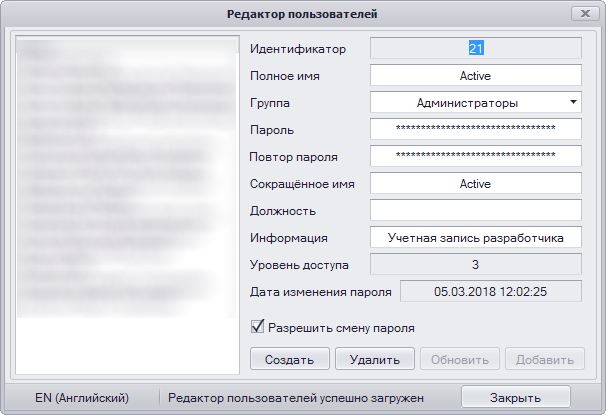 Редактор пользователей
Идентификатор 21
Полное имя Active
Группа Администраторы
Пароль ********************************
Повтор пароля ********************************
Сокращённое имя Active
Должность
Информация Учетная запись разработчика
Уровень доступа 3
Дата изменения пароля 05.03.2018 12:02:25
Разрешить смену пароля
Создать Удалить Обновить Добавить
EN (Английский) Редактор пользователей успешно загружен Закрыть